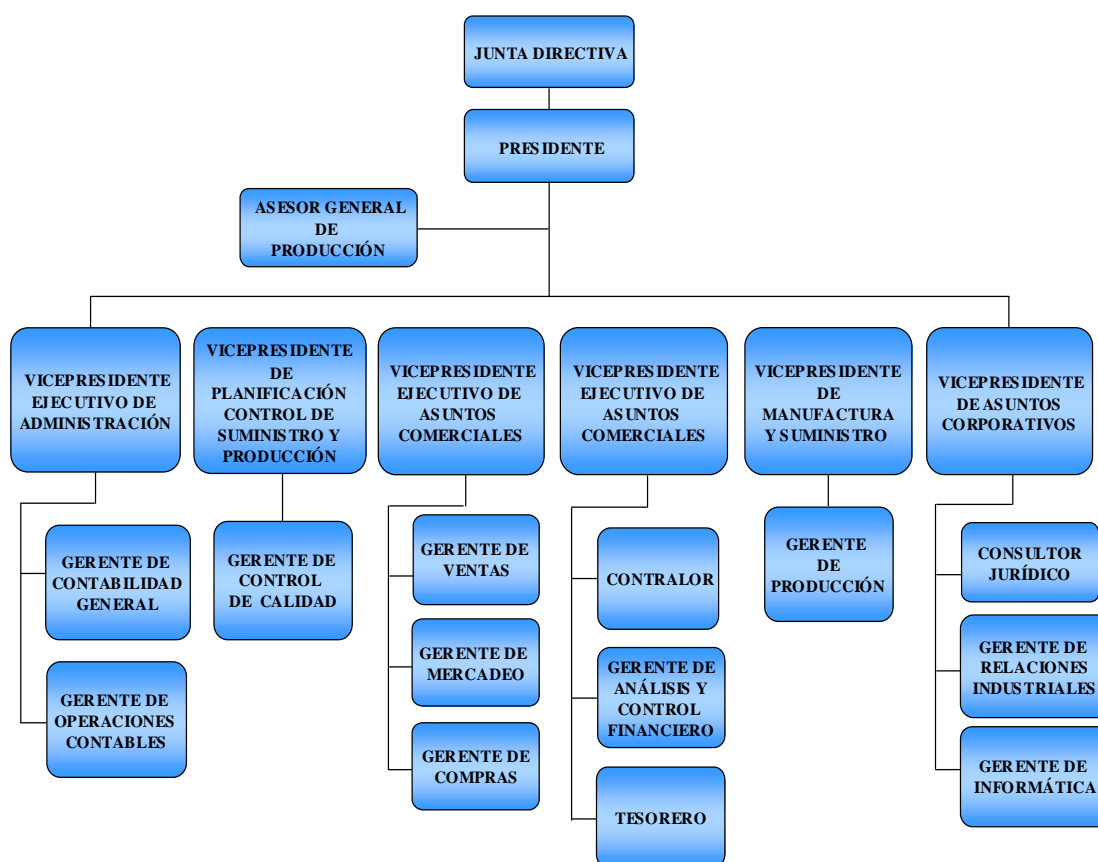 JUNTA DIRECTIVA
PRESIDENTE
ASESOR GENERAL
DE
PRODUCCIÓN
VICEPRESIDENTE
EJECUTIVO DE
ADMINISTRACIÓN
VICEPRESIDENTE
DE
PLANIFICACIÓN
CONTROL DE
SUMINISTRO Y
PRODUCCIÓN
VICEPRESIDENTE
EJECUTIVO DE
ASUNTOS
COMERCIALES
VICEPRESIDENTE
EJECUTIVO DE
ASUNTOS
COMERCIALES
VICEPRESIDENTE
DE
MANUFACTURA
Y SUMINISTRO
VICEPRESIDENTE
DE ASUNTOS
CORPORATIVOS
GERENTE DE
CONTABILIDAD
GENERAL
GERENTE DE
OPERACIONES
CONTABLES
GERENTE DE
CONTROL
DE CALIDAD
GERENTE DE
VENTAS
GERENTE DE
MERCADEO
GERENTE DE
COMPRAS
CONTRALOR
GERENTE DE
ANÁLISIS Y
CONTROL
FINANCIERO
TESORERO
GERENTE
DE
PRODUCCIÓN
CONSULTOR
JURÍDICO
GERENTE DE
RELACIONES
INDUSTRIALES
GERENTE DE
INFORMÁTICA